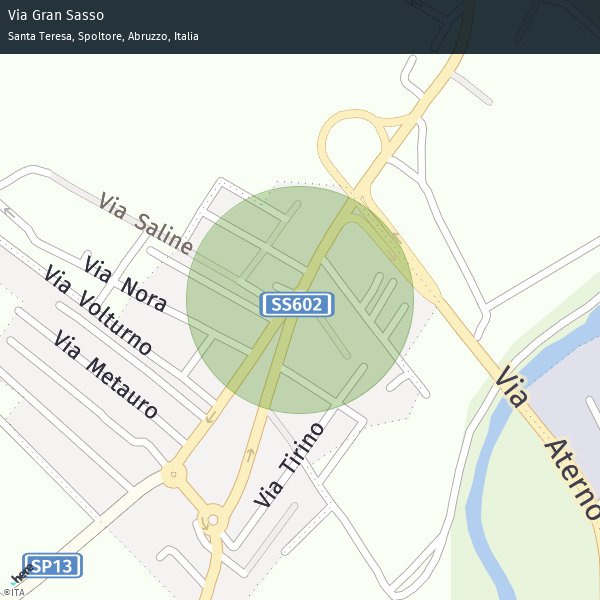 Via Gran Sasso
Santa Teresa, Spoltore, Abruzzo, Italia
Via Saline
Via Nora
Via Volturno
SS602
Via Metauro
Via Aterno
Via Tirino
SP13
here
©ITA